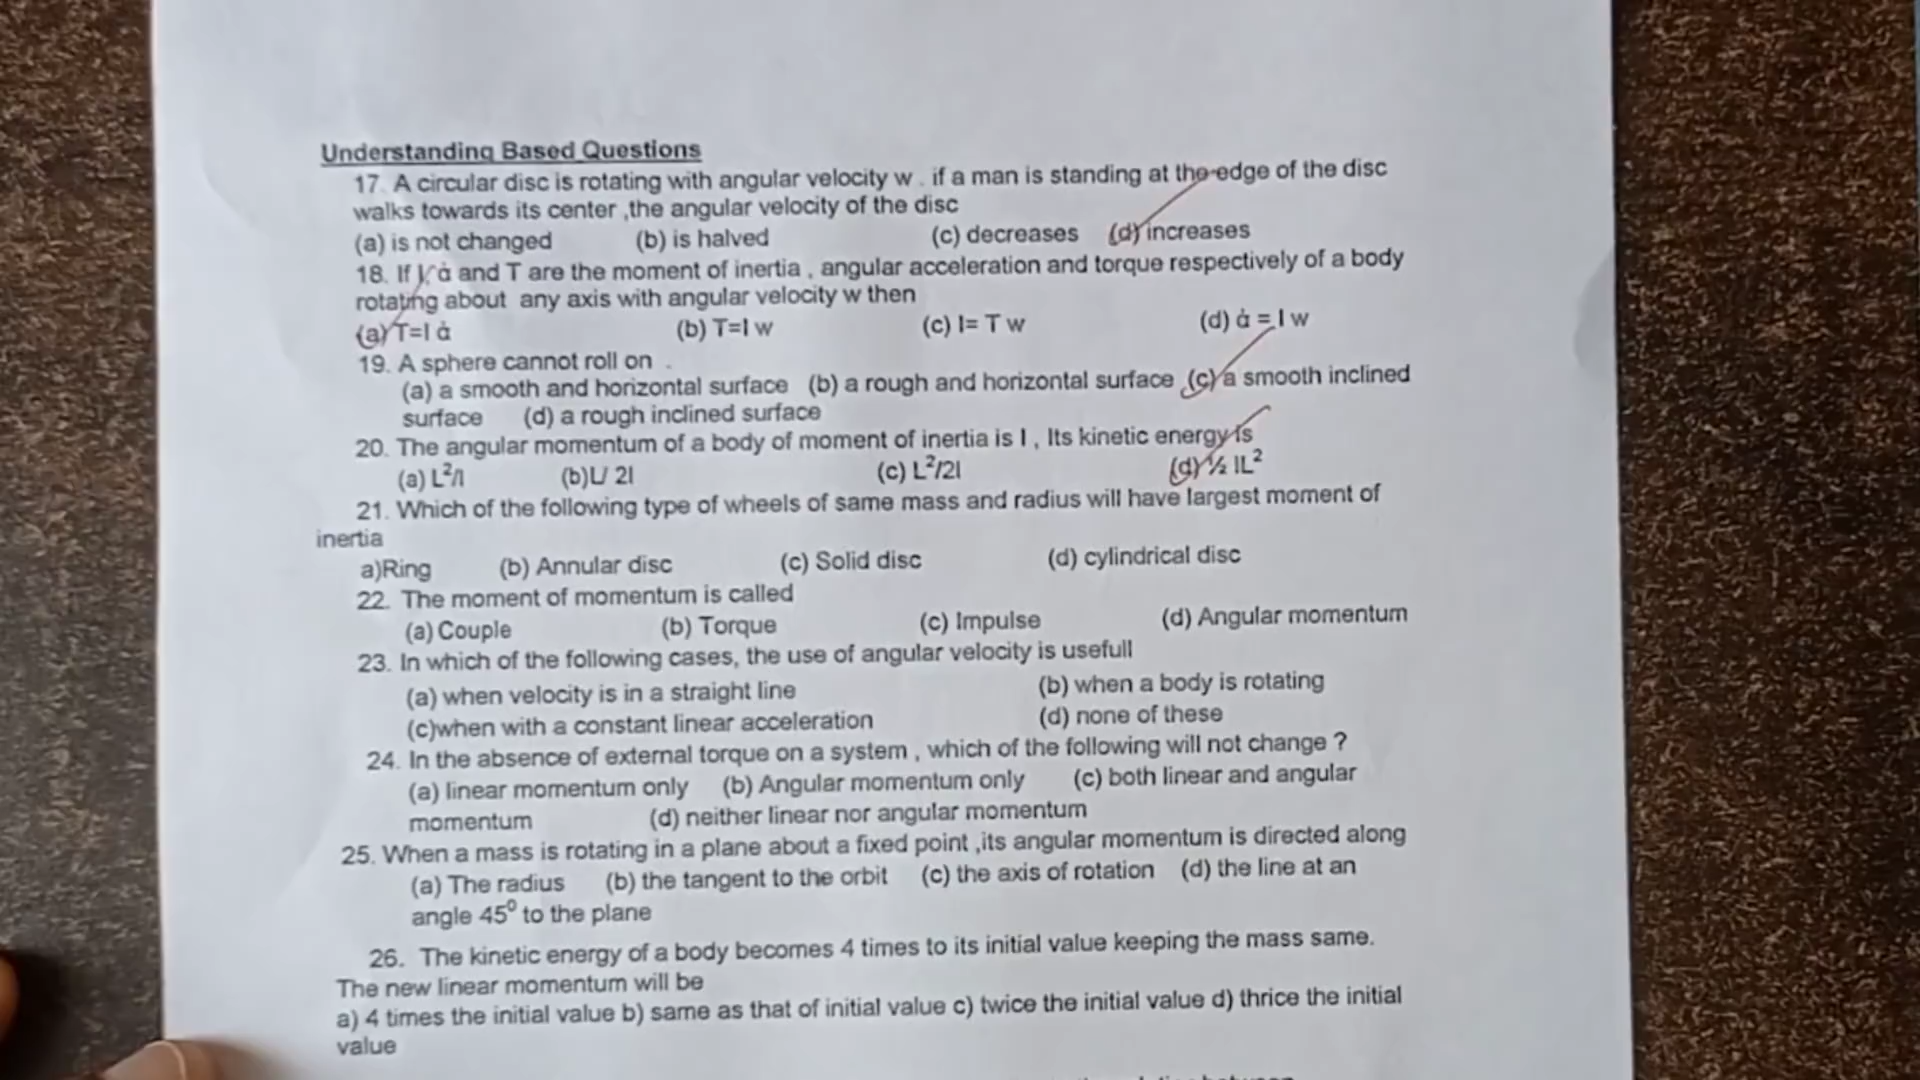 Understanding Based Questions
17. A circular disc is rotating with angular velocity w . if a man is standing at the edge of the disc
walks towards its center ,the angular velocity of the disc
(a) is not changed (b) is halved (c) decreases (d) increases
18. If I, ȧ and T are the moment of inertia , angular acceleration and torque respectively of a body
rotating about any axis with angular velocity w then
(a) T=I ȧ (b) T=I w (c) I= T w (d) ȧ = I w
19. A sphere cannot roll on .
(a) a smooth and horizontal surface (b) a rough and horizontal surface (c) a smooth inclined
surface (d) a rough inclined surface
20. The angular momentum of a body of moment of inertia is I , Its kinetic energy is
(a) L²/I (b)L/ 2I (c) L²/2I (d) ½ IL²
21. Which of the following type of wheels of same mass and radius will have largest moment of
inertia
a)Ring (b) Annular disc (c) Solid disc (d) cylindrical disc
22. The moment of momentum is called
(a) Couple (b) Torque (c) Impulse (d) Angular momentum
23. In which of the following cases, the use of angular velocity is usefull
(a) when velocity is in a straight line (b) when a body is rotating
(c)when with a constant linear acceleration (d) none of these
24. In the absence of external torque on a system , which of the following will not change ?
(a) linear momentum only (b) Angular momentum only (c) both linear and angular
momentum (d) neither linear nor angular momentum
25. When a mass is rotating in a plane about a fixed point ,its angular momentum is directed along
(a) The radius (b) the tangent to the orbit (c) the axis of rotation (d) the line at an
angle 45⁰ to the plane
26. The kinetic energy of a body becomes 4 times to its initial value keeping the mass same.
The new linear momentum will be
a) 4 times the initial value b) same as that of initial value c) twice the initial value d) thrice the initial
value